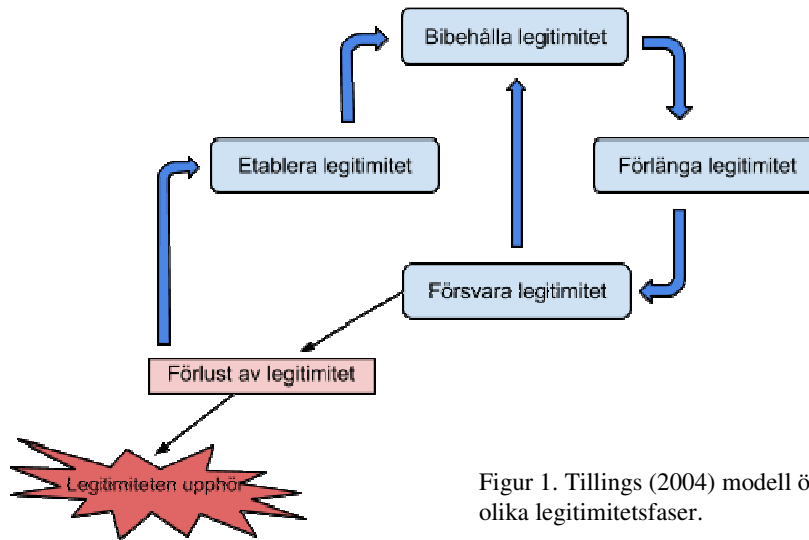 Bibehålla legitimitet
Etablera legitimitet
Förlänga legitimitet
Försvara legitimitet
Förlust av legitimitet
Legitimiteten upphör
Figur 1. Tillings (2004) modell
olika legitimitetsfaser.